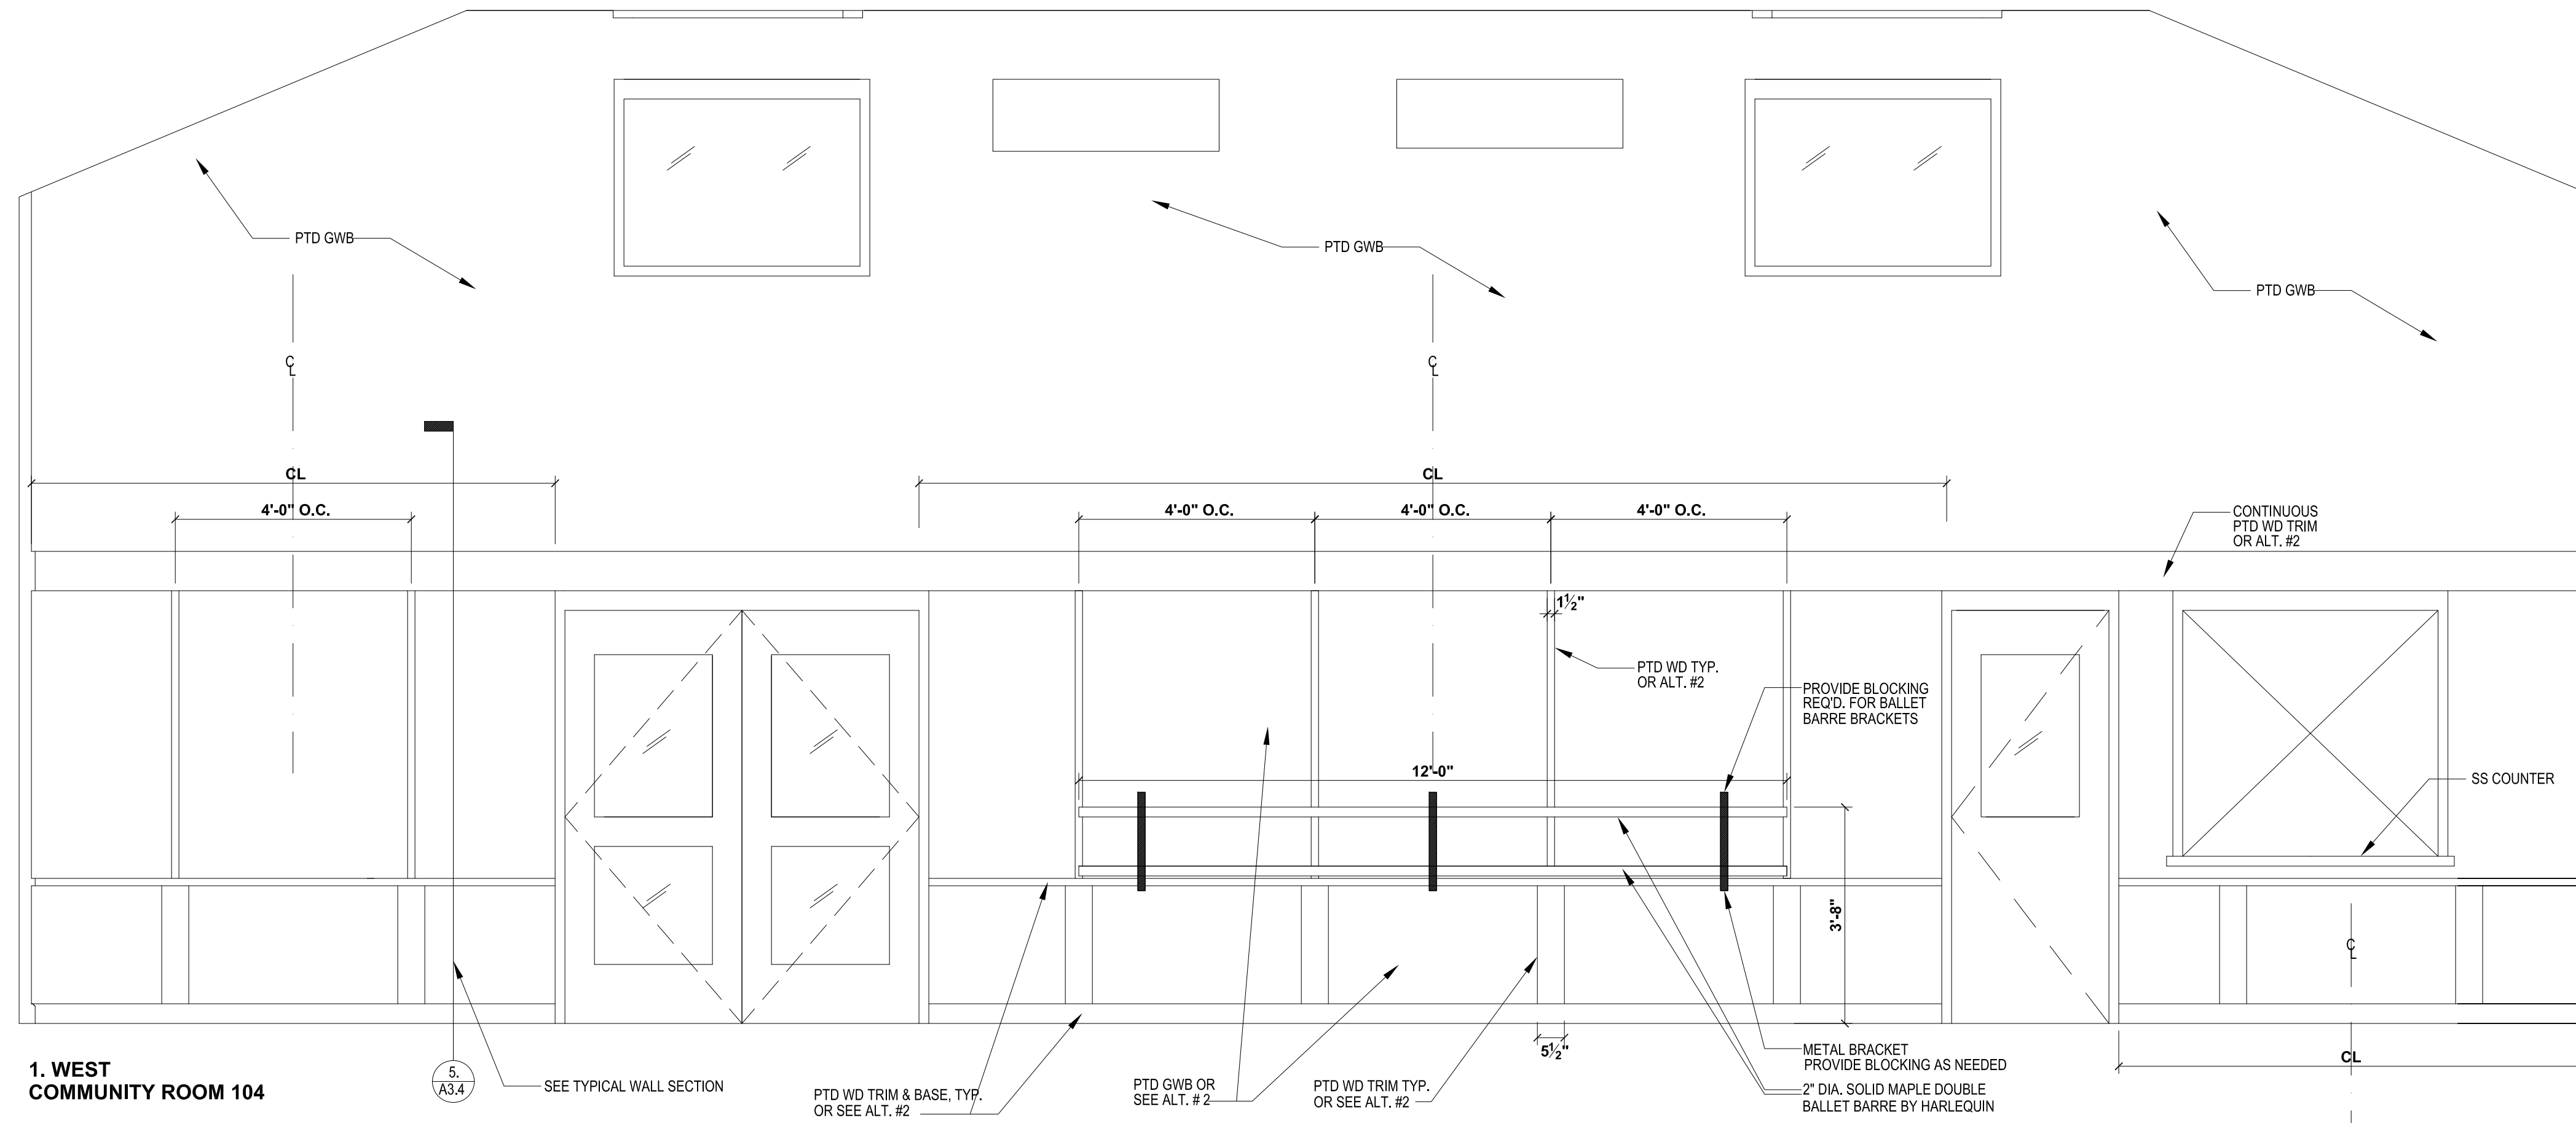 PTD GWB
PTD GWB
PTD GWB
CL
CL
CL
CL
4'-0" O.C.
4'-0" O.C.
4'-0" O.C.
4'-0" O.C.
CONTINUOUS
PTD WD TRIM
OR ALT. #2
1½"
PTD WD TYP.
OR ALT. #2
PROVIDE BLOCKING
REQ'D. FOR BALLET
BARRE BRACKETS
12'-0"
SS COUNTER
3'-8"
CL
5½"
CL
1. WEST
COMMUNITY ROOM 104
5.
A3.4
SEE TYPICAL WALL SECTION
PTD WD TRIM & BASE, TYP.
OR SEE ALT. #2
PTD GWB OR
SEE ALT. # 2
PTD WD TRIM TYP.
OR SEE ALT. #2
METAL BRACKET
PROVIDE BLOCKING AS NEEDED
2" DIA. SOLID MAPLE DOUBLE
BALLET BARRE BY HARLEQUIN